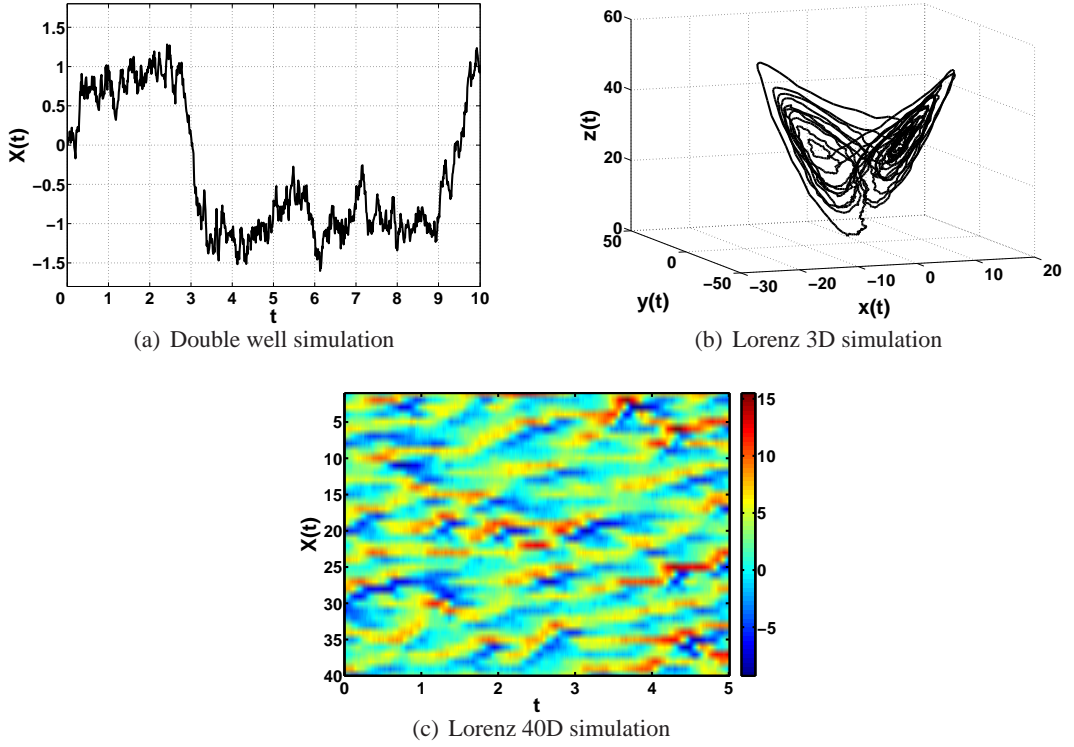 1.5
1
0.5
0
−0.5
−1
−1.5
X(t)
0 1 2 3 4 5 6 7 8 9 10
t
(a) Double well simulation
60
40
20
0
z(t)
50
0
−50
y(t)
−30 −20 −10 0 10 20
x(t)
(b) Lorenz 3D simulation
5
10
15
20
25
30
35
40
X(t)
0 1 2 3 4 5
t
15
10
5
0
−5
(c) Lorenz 40D simulation